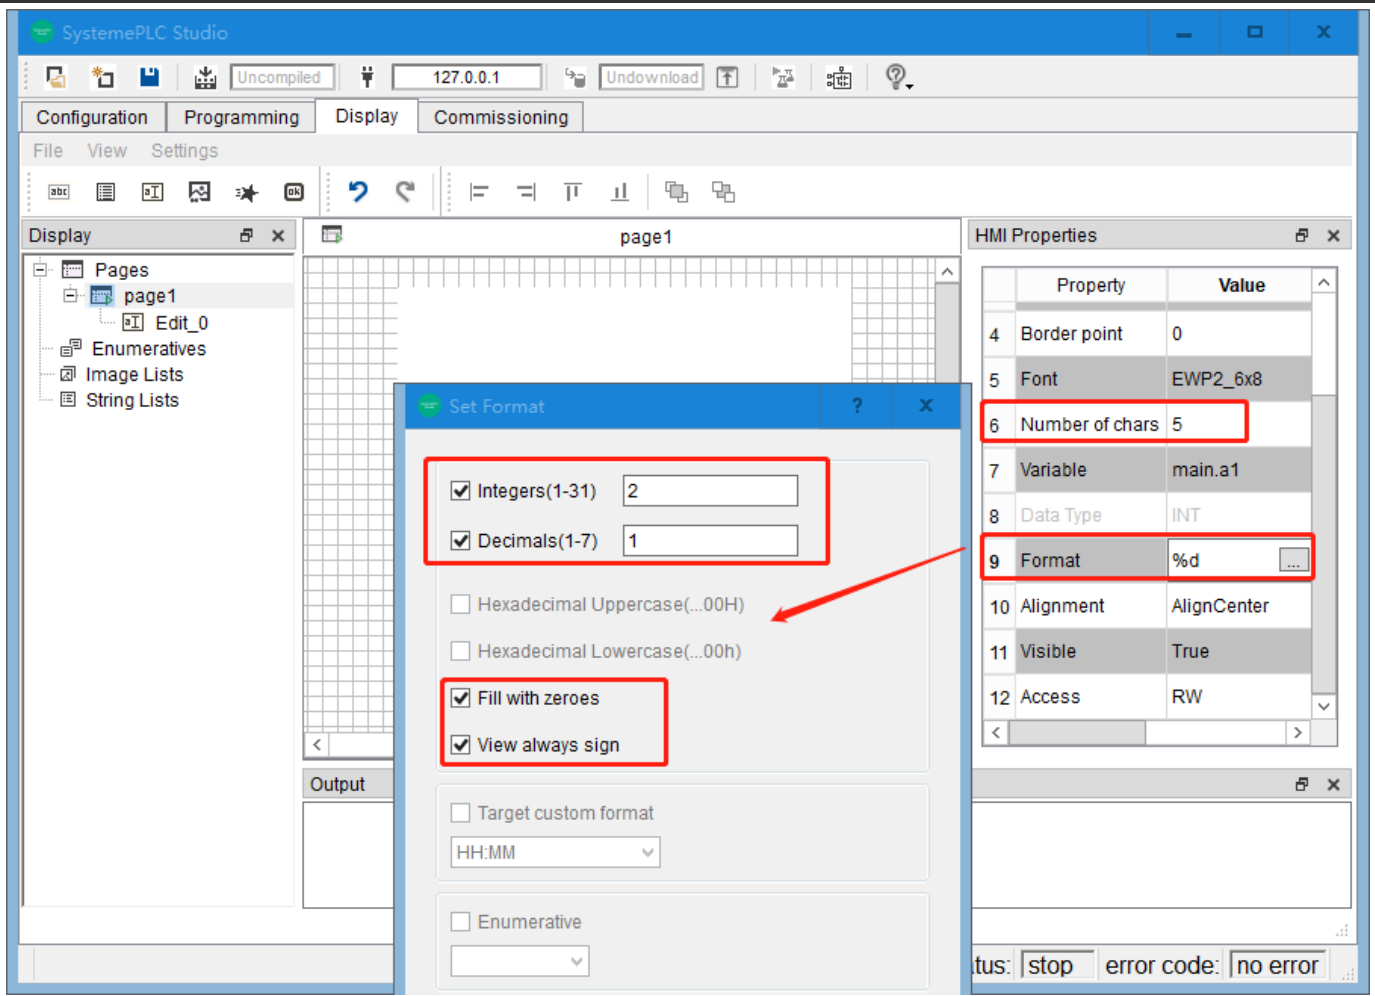 SystemePLC Studio
Uncompiled 127.0.0.1 Undownload
Configuration Programming Display Commissioning
File View Settings
abc aI ok
Display
page1
HMI Properties
Pages
page1
aI Edit_0
Enumeratives
Image Lists
String Lists
Property Value
4 Border point 0
5 Font EWP2_6x8
6 Number of chars 5
7 Variable main.a1
8 Data Type INT
9 Format %d ...
10 Alignment AlignCenter
11 Visible True
12 Access RW
Set Format ?
Integers(1-31) 2
Decimals(1-7) 1
Hexadecimal Uppercase(...00H)
Hexadecimal Lowercase(...00h)
Fill with zeroes
View always sign
Target custom format
HH:MM
Enumerative
Output
tus: stop error code: no error